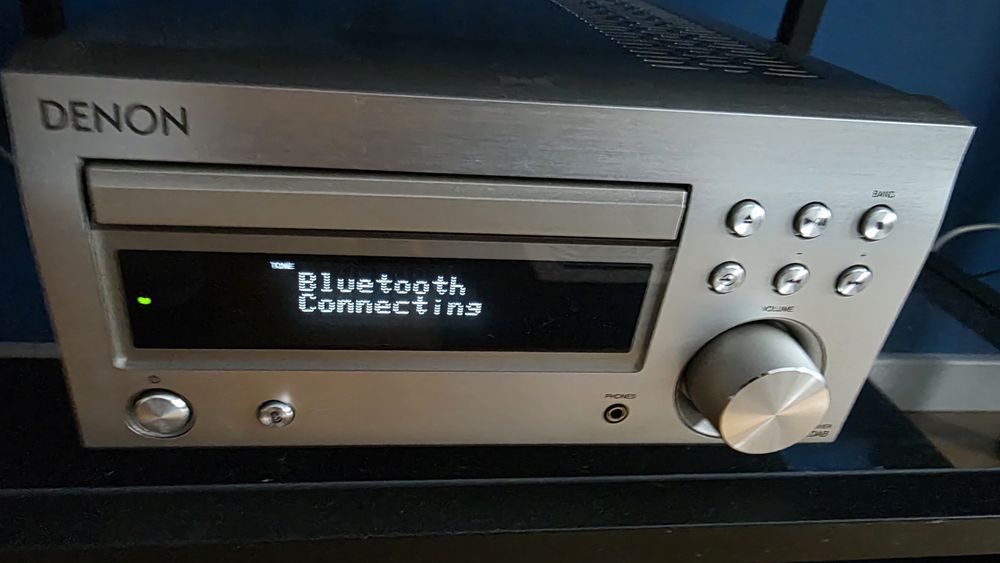 DENON
BAND
TONE
Bluetooth
Connecting
VOLUME
PHONES